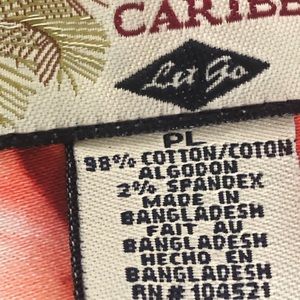 CARIBB
Let Go
PL
98% COTTON/COTON
ALGODON
2% SPANDEX
MADE IN
BANGLADESH
FAIT AU
BANGLADESH
HECHO EN
BANGLADESH
RN# 104521